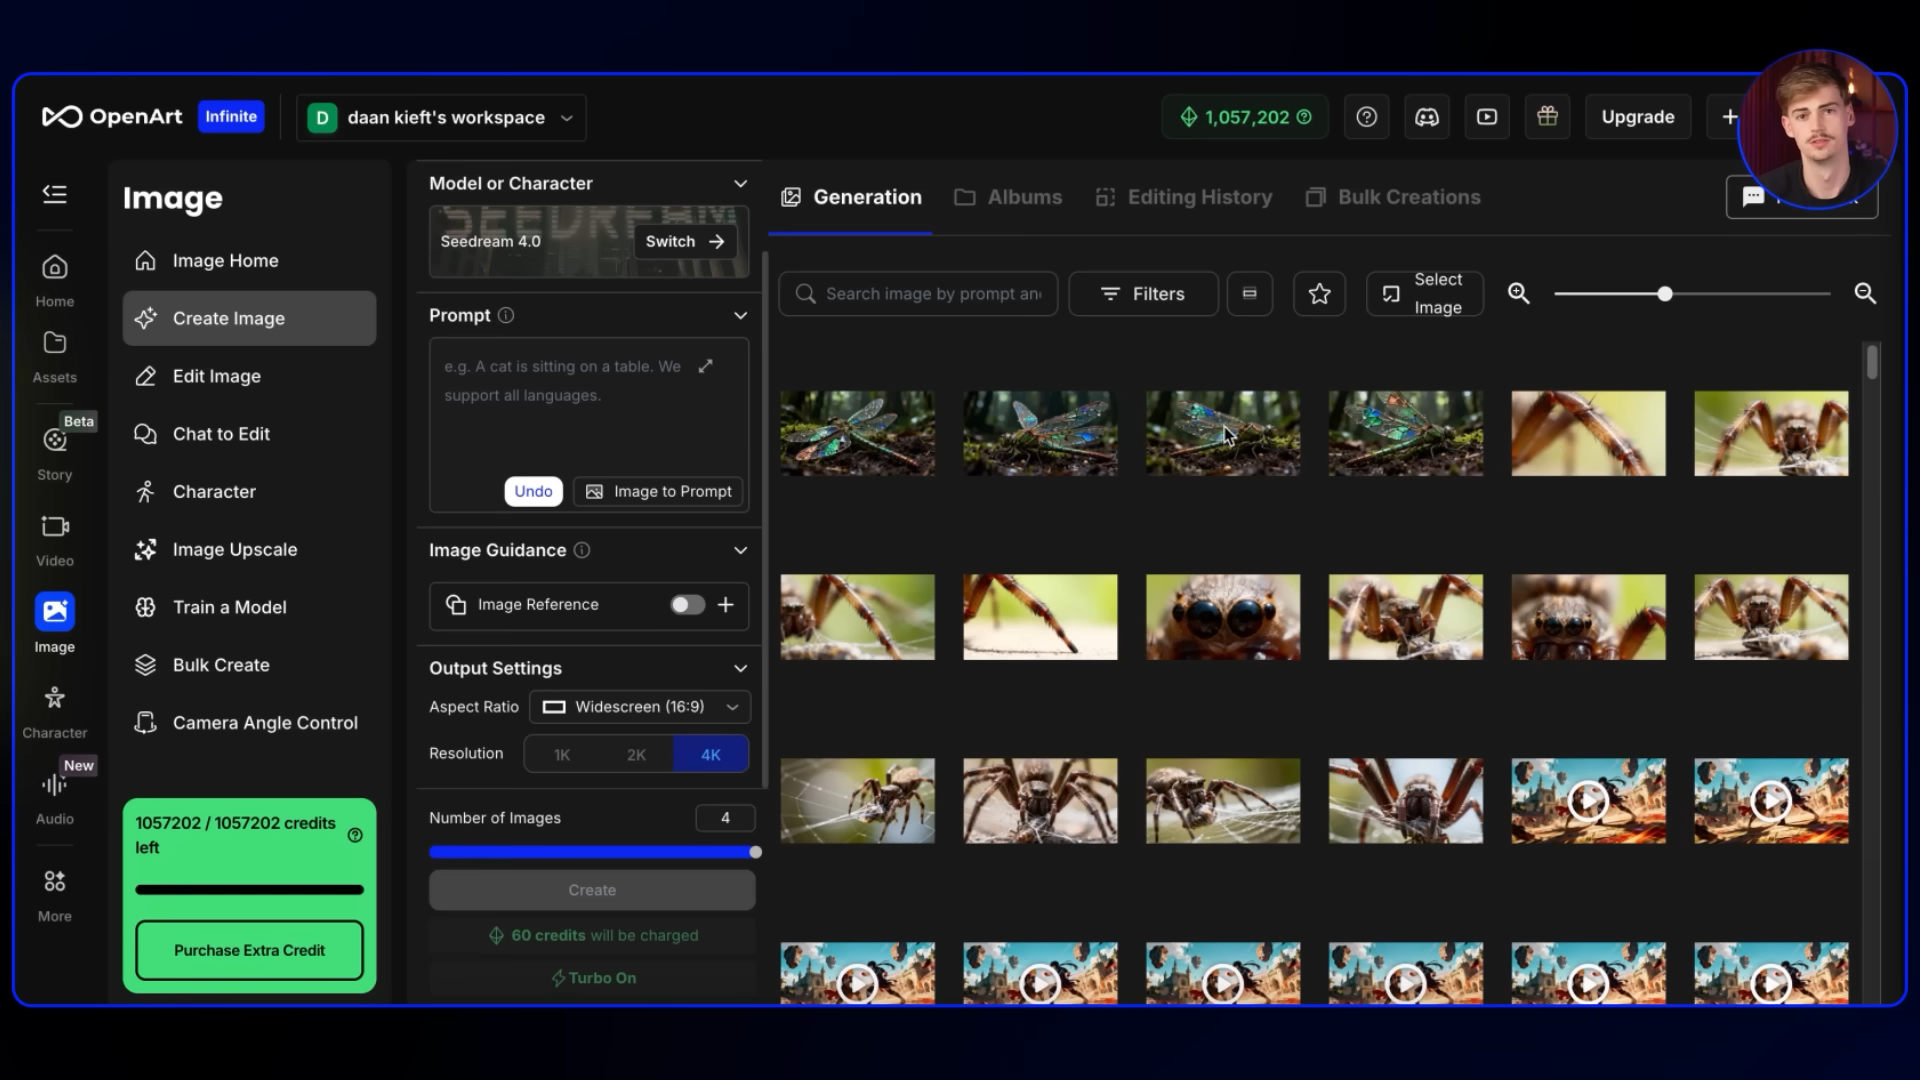 OpenArt
Infinite
D
daan kieft's workspace
1,057,202
Upgrade
Home
Assets
Beta
Story
Video
Image
Character
New
Audio
More
Image
Image Home
Create Image
Edit Image
Chat to Edit
Character
Image Upscale
Train a Model
Bulk Create
Camera Angle Control
1057202 / 1057202 credits
left
Purchase Extra Credit
Model or Character
SEEDREAM
Seedream 4.0
Switch
Prompt
e.g. A cat is sitting on a table. We
support all languages.
Undo
Image to Prompt
Image Guidance
Image Reference
Output Settings
Aspect Ratio
Widescreen (16:9)
Resolution
1K
2K
4K
Number of Images
4
Create
60 credits will be charged
Turbo On
Generation
Albums
Editing History
Bulk Creations
Search image by prompt an
Filters
Select
Image